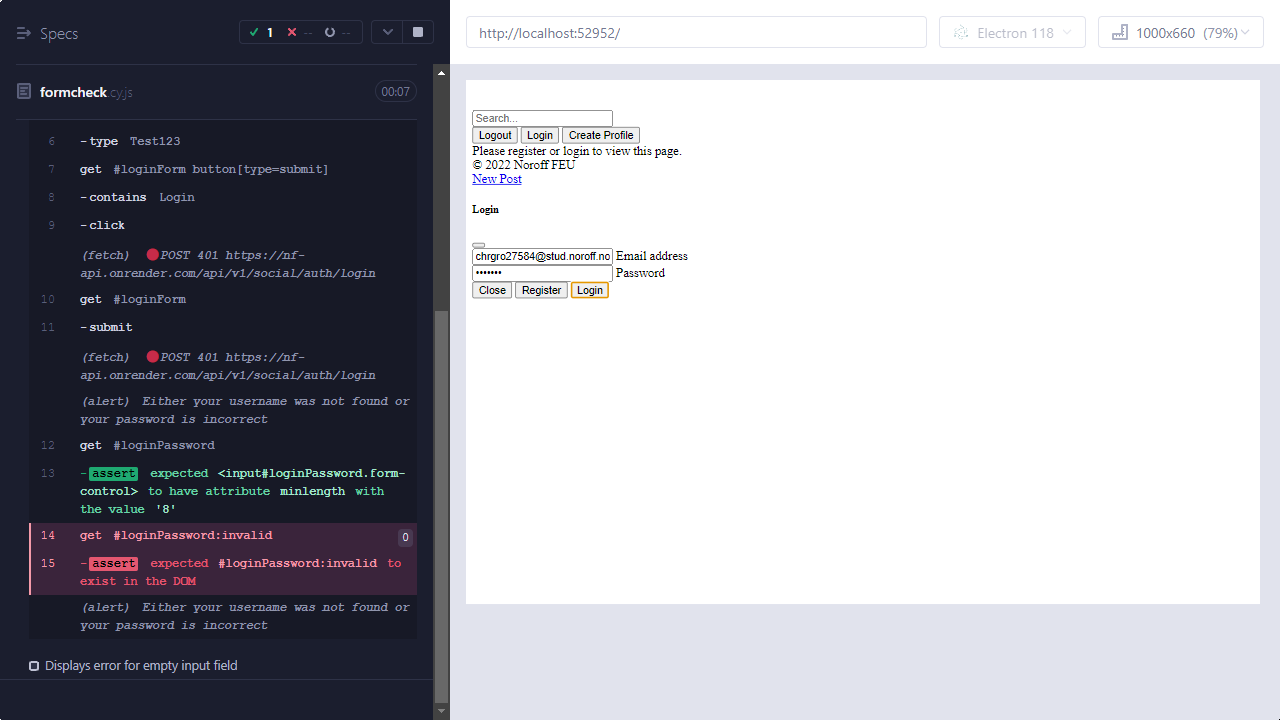 Specs
1
--
--
http://localhost:52952/
Electron 118
1000x660 (79%)
formcheck.cy.js
00:07
6 -type Test123
7 get #loginForm button[type=submit]
8 -contains Login
9 -click
(fetch) POST 401 https://nf-
api.onrender.com/api/v1/social/auth/login
10 get #loginForm
11 -submit
(fetch) POST 401 https://nf-
api.onrender.com/api/v1/social/auth/login
(alert) Either your username was not found or
your password is incorrect
12 get #loginPassword
13 -assert expected <input#loginPassword.form-
control> to have attribute minlength with
the value '8'
14 get #loginPassword:invalid 0
15 -assert expected #loginPassword:invalid to
exist in the DOM
(alert) Either your username was not found or
your password is incorrect
Displays error for empty input field
Search...
Logout Login Create Profile
Please register or login to view this page.
© 2022 Noroff FEU
New Post
Login
chrgro27584@stud.noroff.no Email address
••••••• Password
Close Register Login